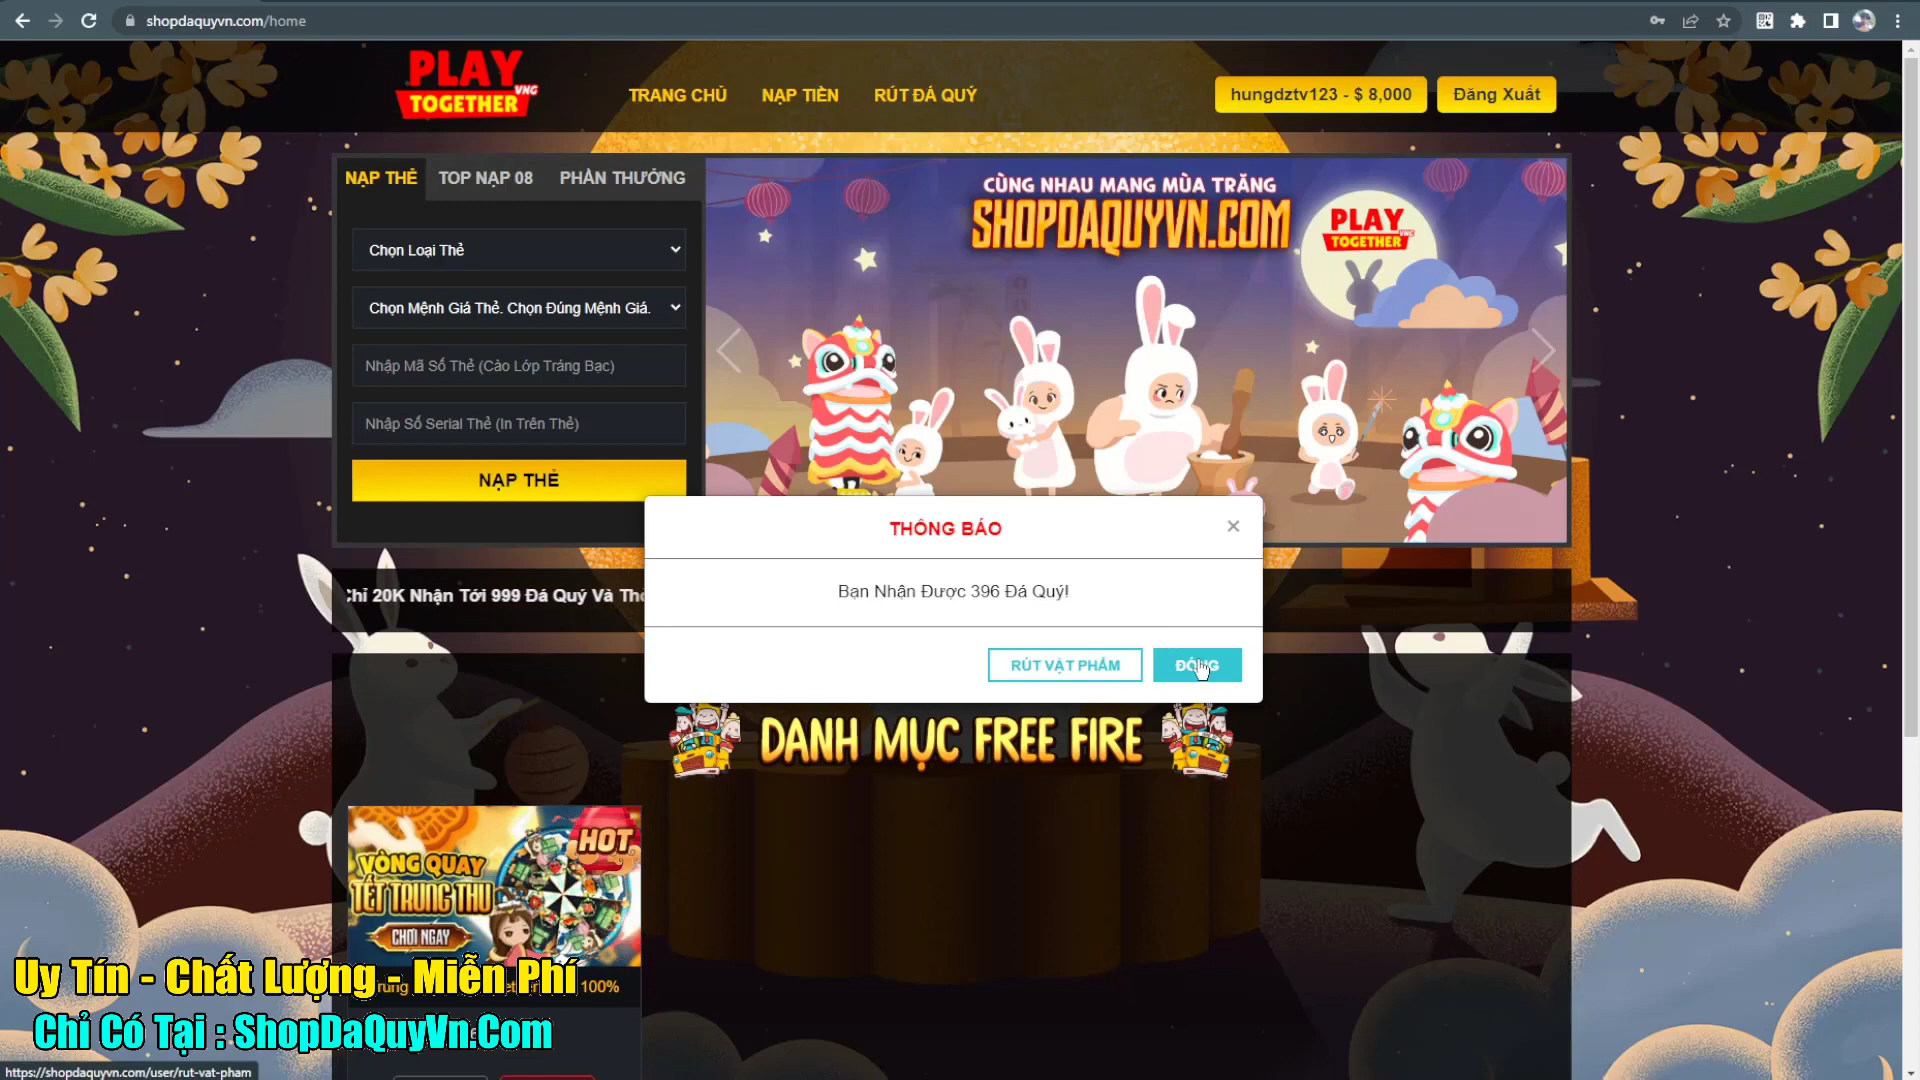 shopdaquyvn.com/home
PLAY
TOGETHER
VNG
TRANG CHỦ
NẠP TIỀN
RÚT ĐÁ QUÝ
hungdztv123 - $ 8,000
Đăng Xuất
NẠP THẺ
TOP NẠP 08
PHẦN THƯỞNG
Chọn Loại Thẻ
Chọn Mệnh Giá Thẻ. Chọn Đúng Mệnh Giá.
Nhập Mã Số Thẻ (Cào Lớp Tráng Bạc)
Nhập Số Serial Thẻ (In Trên Thẻ)
NẠP THẺ
CÙNG NHAU MANG MÙA TRĂNG
SHOPDAQUYVN.COM
PLAY
TOGETHER
VNG
THÔNG BÁO
×
Bạn Nhận Được 396 Đá Quý!
RÚT VẬT PHẨM
ĐÓNG
Chỉ 20K Nhận Tới 999 Đá Quý Và
DANH MỤC FREE FIRE
HOT
VÒNG QUAY
TẾT TRUNG THU
CHƠI NGAY
100%
Uy Tín - Chất Lượng - Miễn Phí
Chỉ Có Tại : ShopDaQuyVn.Com
https://shopdaquyvn.com/user/rut-vat-pham